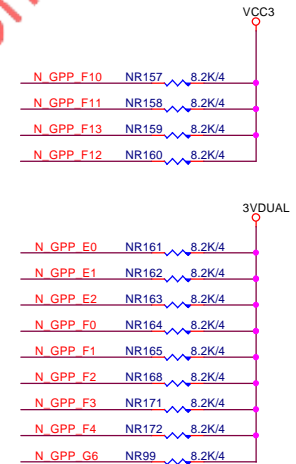 VCC3
N_GPP_F10 NR157 8.2K/4
N_GPP_F11 NR158 8.2K/4
N_GPP_F13 NR159 8.2K/4
N_GPP_F12 NR160 8.2K/4
3VDUAL
N_GPP_E0 NR161 8.2K/4
N_GPP_E1 NR162 8.2K/4
N_GPP_E2 NR163 8.2K/4
N_GPP_F0 NR164 8.2K/4
N_GPP_F1 NR165 8.2K/4
N_GPP_F2 NR168 8.2K/4
N_GPP_F3 NR171 8.2K/4
N_GPP_F4 NR172 8.2K/4
N_GPP_G6 NR99 8.2K/4